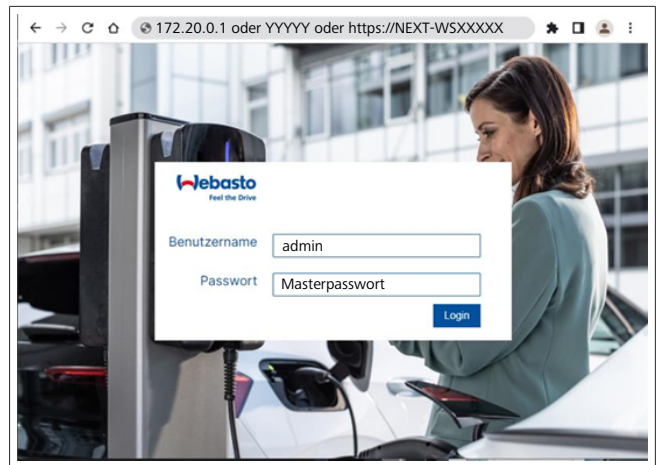 172.20.0.1 oder YYYYY oder https://NEXT-WSXXXXX
Webasto
Feel the Drive
Benutzername
admin
Passwort
Masterpasswort
Login